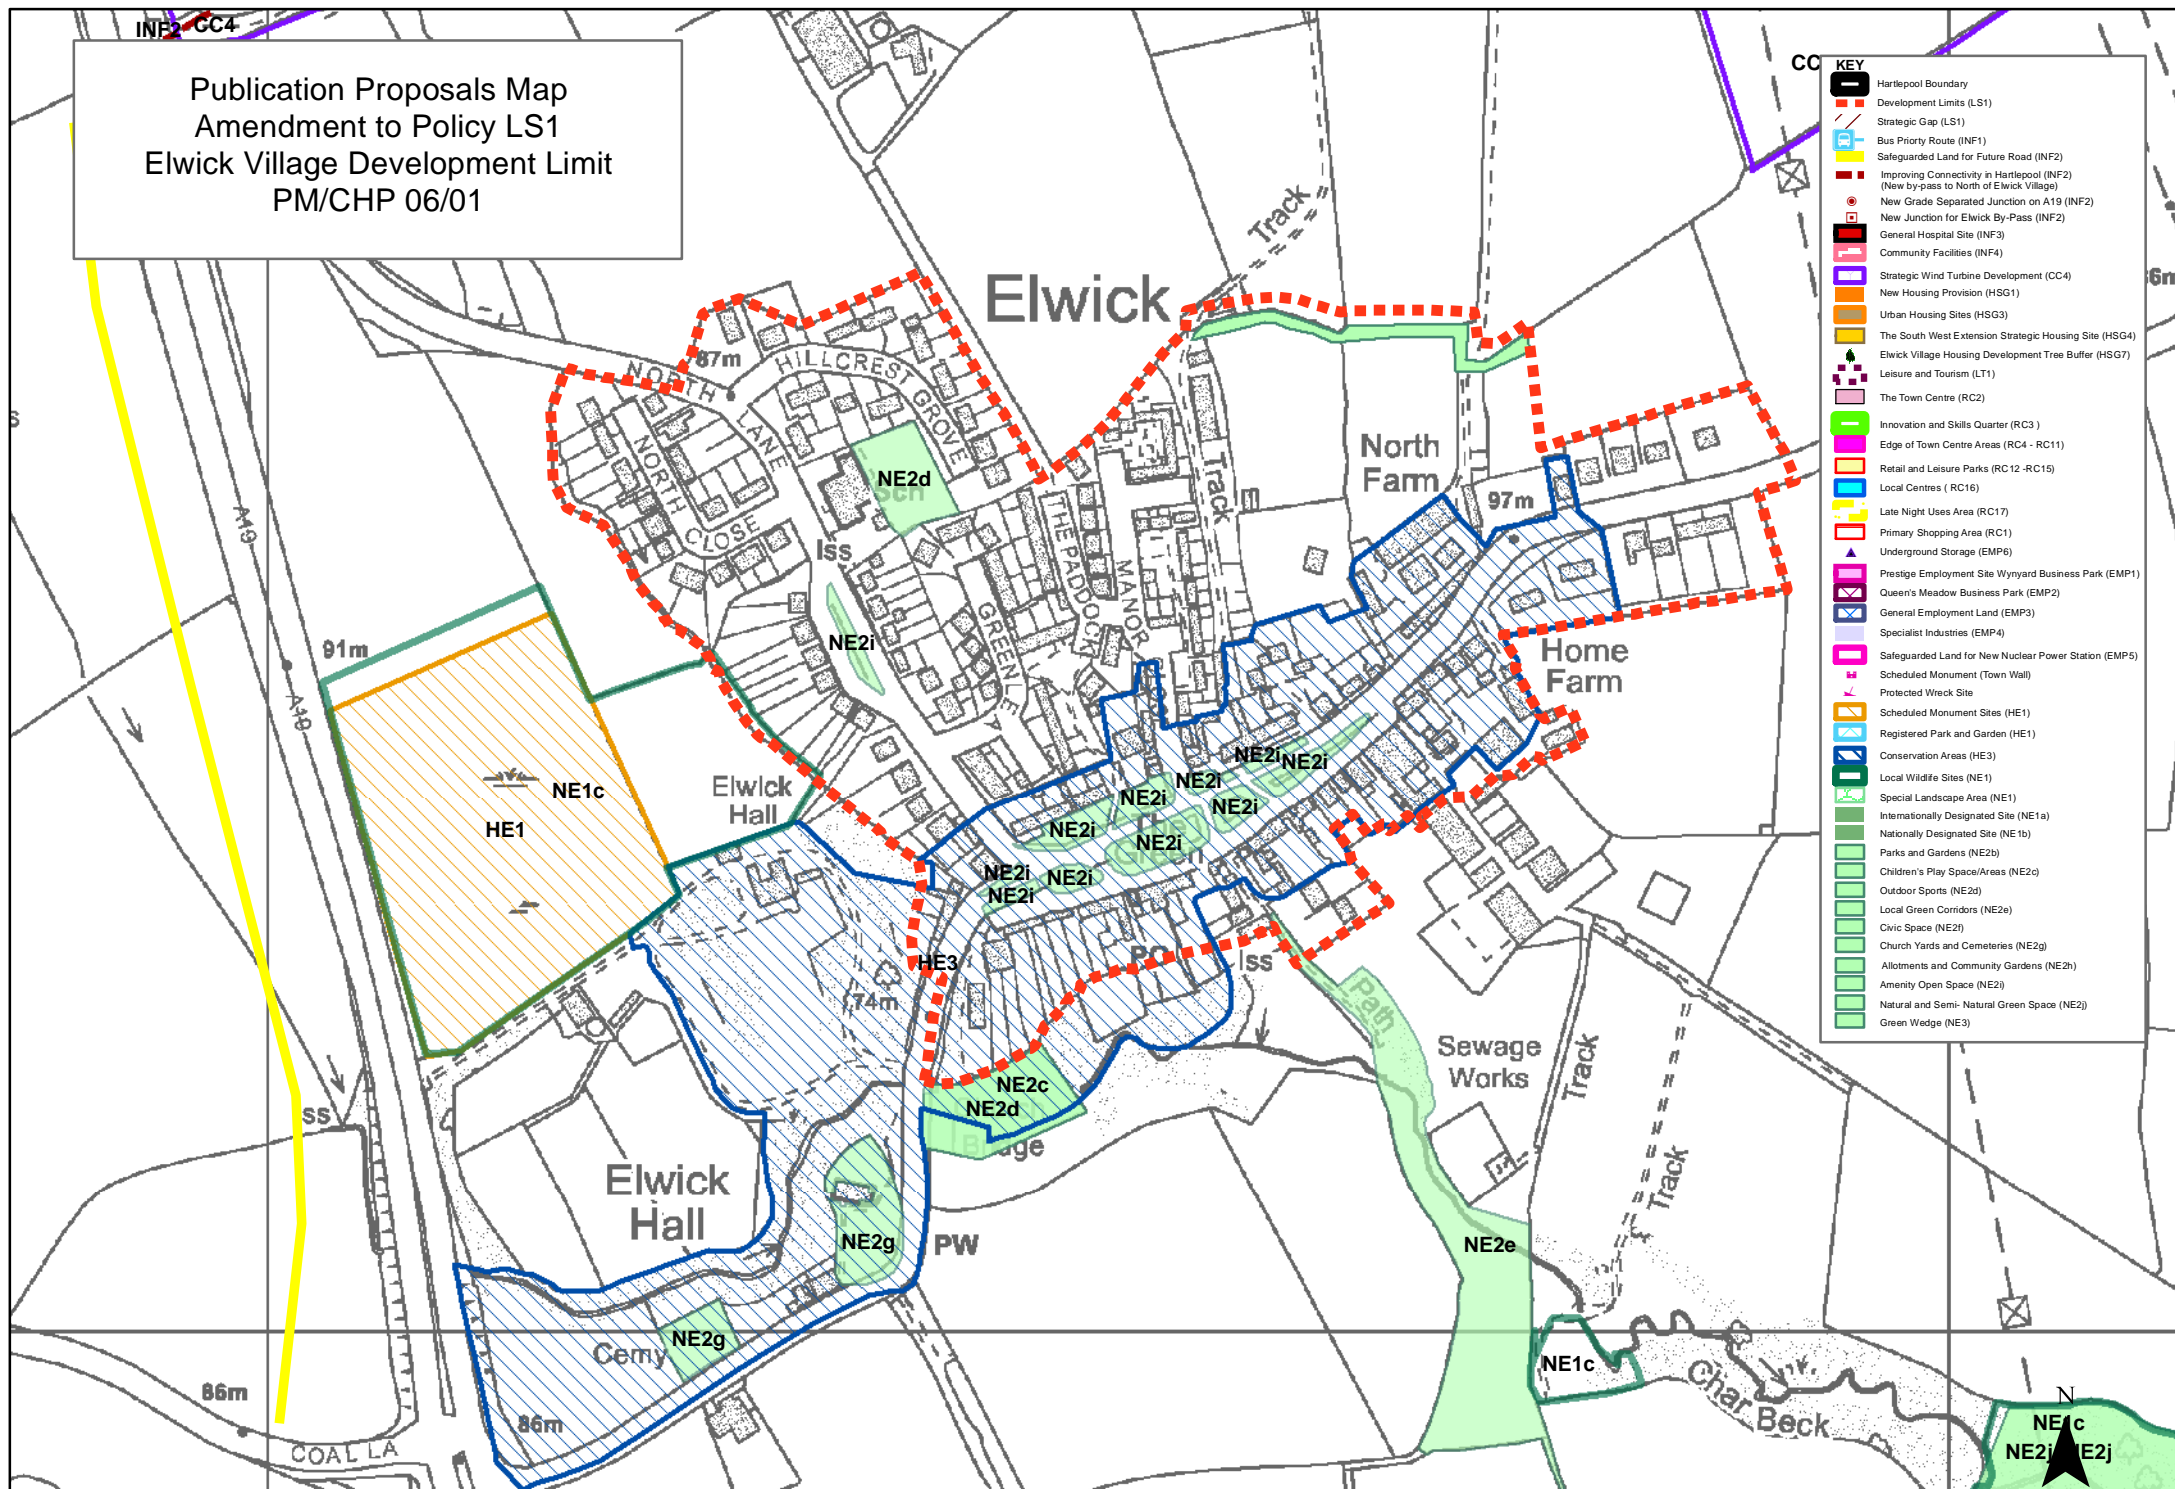 INF2 CC4
Publication Proposals Map
Amendment to Policy LS1
Elwick Village Development Limit
PM/CHP 06/01
CC
KEY
Hartlepool Boundary
Development Limits (LS1)
Strategic Gap (LS1)
Bus Priorty Route (INF1)
Safeguarded Land for Future Road (INF2)
Improving Connectivity in Hartlepool (INF2)
(New by-pass to North of Elwick Village)
New Grade Separated Junction on A19 (INF2)
New Junction for Elwick By-Pass (INF2)
General Hospital Site (INF3)
Community Facilities (INF4)
Strategic Wind Turbine Development (CC4)
New Housing Provision (HSG1)
Urban Housing Sites (HSG3)
The South West Extension Strategic Housing Site (HSG4)
Elwick Village Housing Development Tree Buffer (HSG7)
Leisure and Tourism (LT1)
The Town Centre (RC2)
Innovation and Skills Quarter (RC3 )
Edge of Town Centre Areas (RC4 - RC11)
Retail and Leisure Parks (RC12 -RC15)
Local Centres ( RC16)
Late Night Uses Area (RC17)
Primary Shopping Area (RC1)
Underground Storage (EMP6)
Prestige Employment Site Wynyard Business Park (EMP1)
Queen's Meadow Business Park (EMP2)
General Employment Land (EMP3)
Specialist Industries (EMP4)
Safeguarded Land for New Nuclear Power Station (EMP5)
Scheduled Monument (Town Wall)
Protected Wreck Site
Scheduled Monument Sites (HE1)
Registered Park and Garden (HE1)
Conservation Areas (HE3)
Local Wildlife Sites (NE1)
Special Landscape Area (NE1)
Internationally Designated Site (NE1a)
Nationally Designated Site (NE1b)
Parks and Gardens (NE2b)
Children's Play Space/Areas (NE2c)
Outdoor Sports (NE2d)
Local Green Corridors (NE2e)
Civic Space (NE2f)
Church Yards and Cemeteries (NE2g)
Allotments and Community Gardens (NE2h)
Amenity Open Space (NE2i)
Natural and Semi- Natural Green Space (NE2j)
Green Wedge (NE3)
Track
Elwick
87m
NORTH LANE
HILLCREST GROVE
NORTH CLOSE
NE2d
Sch
Iss
North
Farm
Track
97m
A19
THE PADDOCK
MANOR
GREENLEY
NE2i
91m
A19
Home
Farm
NE2i
NE2i
NE2i
NE2i
NE2i
NE2i
NE2i
The
Green
Elwick
Hall
NE1c
HE1
NE2i
NE2i
NE2i
HE3
74m
PO
Iss
Path
Sewage
Works
Track
NE2c
NE2d
Track
Elwick
Hall
NE2g
PW
NE2e
NE2g
Cemy
NE1c
Char Beck
86m
86m
COAL LA
N
NE1c
NE2j NE2j